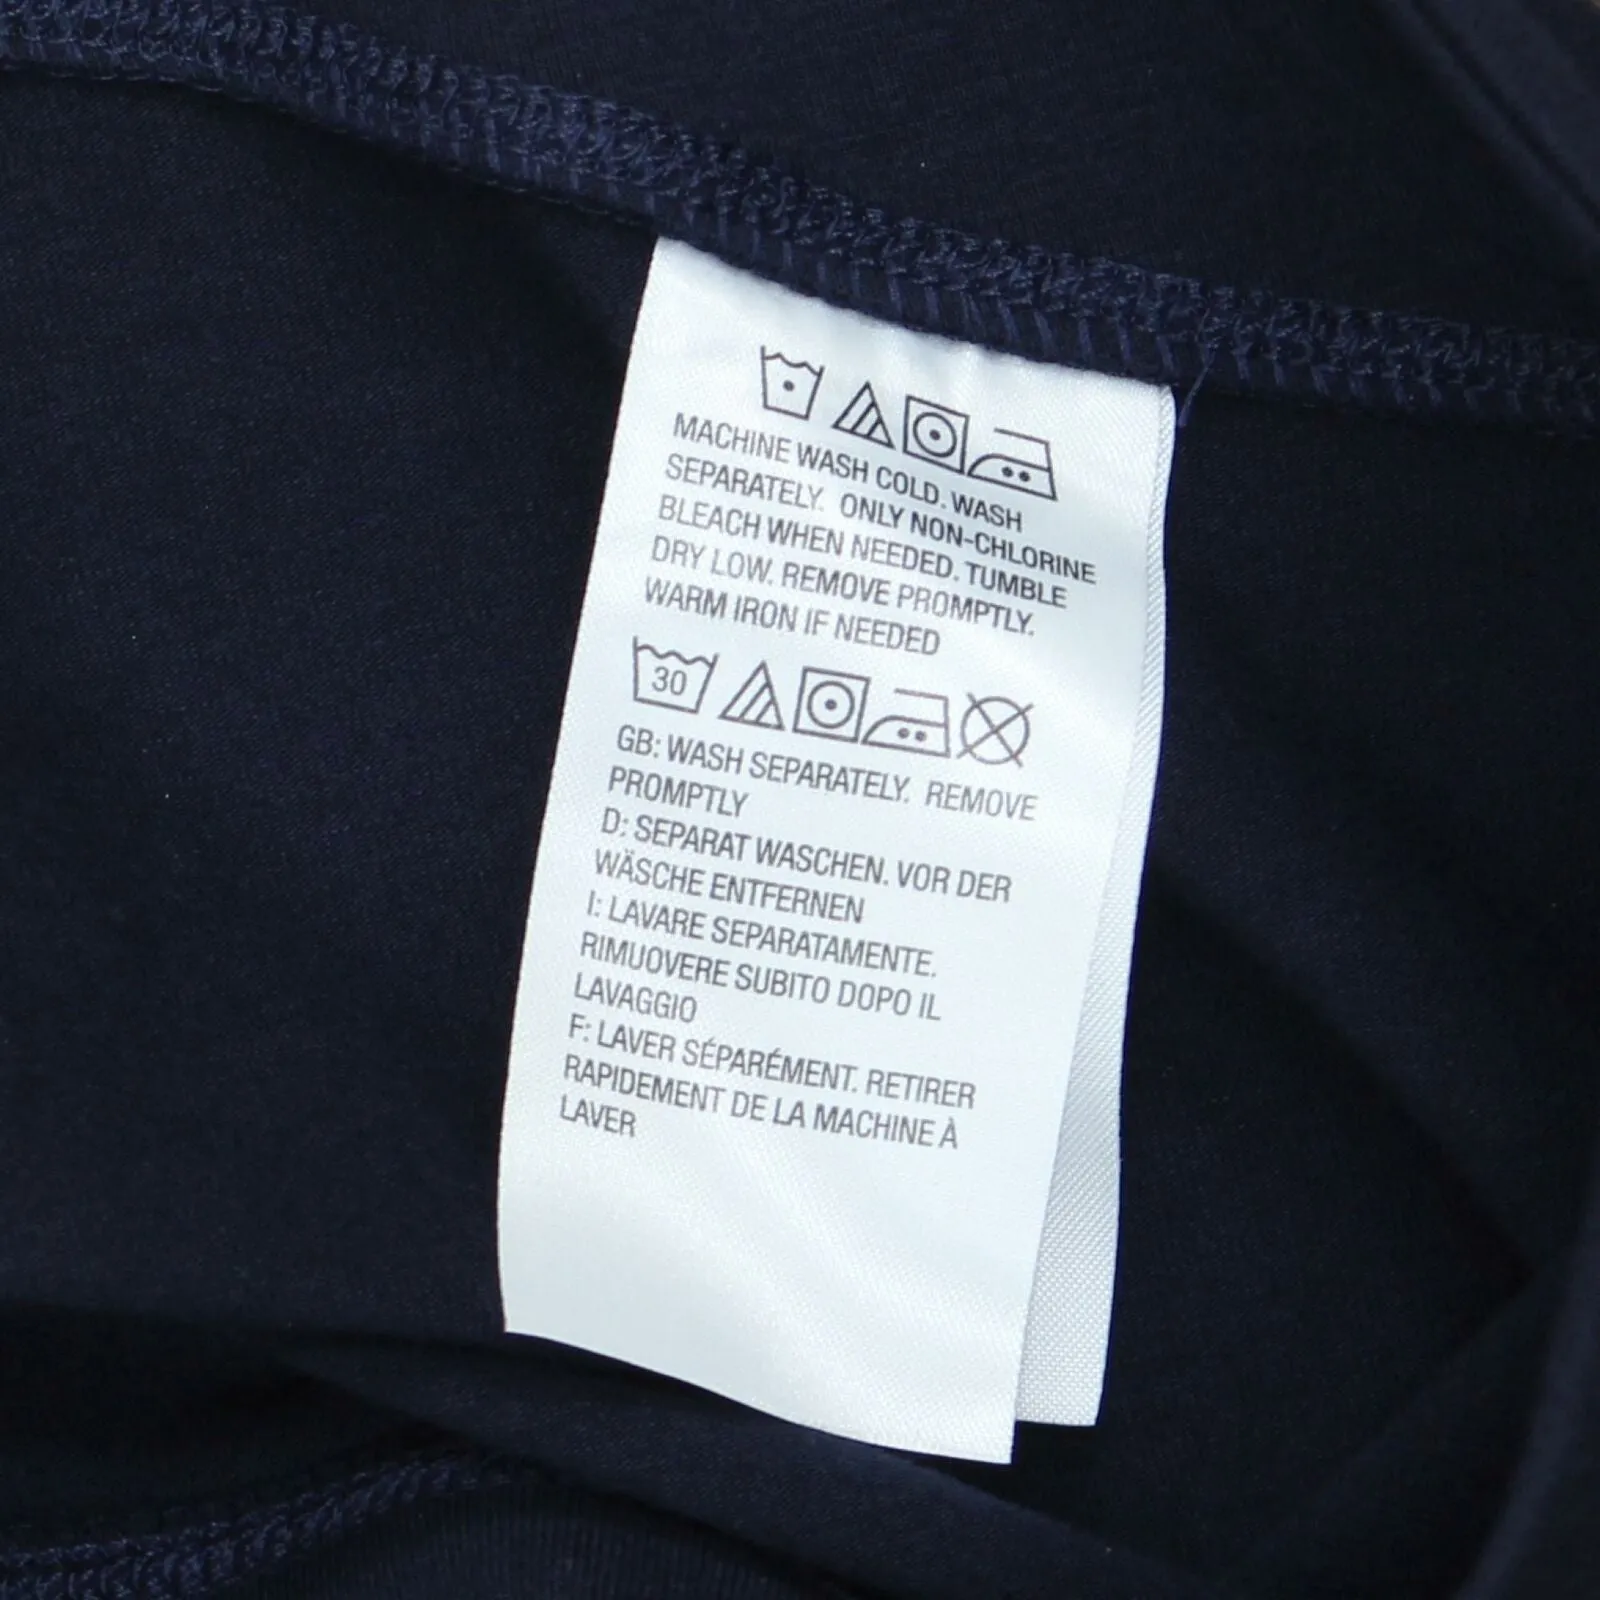 MACHINE WASH COLD. WASH
SEPARATELY. ONLY NON-CHLORINE
BLEACH WHEN NEEDED. TUMBLE
DRY LOW. REMOVE PROMPTLY.
WARM IRON IF NEEDED
30
GB: WASH SEPARATELY. REMOVE
PROMPTLY
D: SEPARAT WASCHEN. VOR DER
WÄSCHE ENTFERNEN
I: LAVARE SEPARATAMENTE.
RIMUOVERE SUBITO DOPO IL
LAVAGGIO
F: LAVER SÉPARÉMENT. RETIRER
RAPIDEMENT DE LA MACHINE À
LAVER